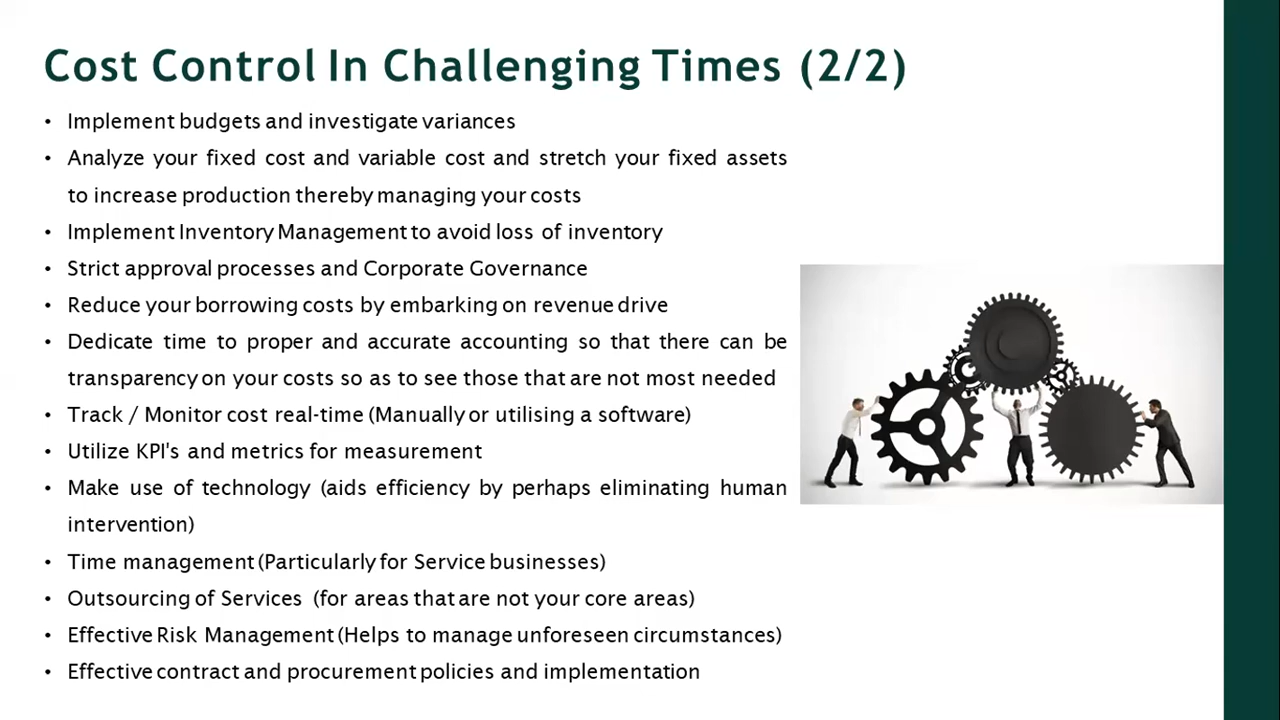 Cost Control In Challenging Times (2/2)
• Implement budgets and investigate variances
• Analyze your fixed cost and variable cost and stretch your fixed assets
to increase production thereby managing your costs
• Implement Inventory Management to avoid loss of inventory
• Strict approval processes and Corporate Governance
• Reduce your borrowing costs by embarking on revenue drive
• Dedicate time to proper and accurate accounting so that there can be
transparency on your costs so as to see those that are not most needed
• Track / Monitor cost real-time (Manually or utilising a software)
• Utilize KPI's and metrics for measurement
• Make use of technology (aids efficiency by perhaps eliminating human
intervention)
• Time management (Particularly for Service businesses)
• Outsourcing of Services (for areas that are not your core areas)
• Effective Risk Management (Helps to manage unforeseen circumstances)
• Effective contract and procurement policies and implementation